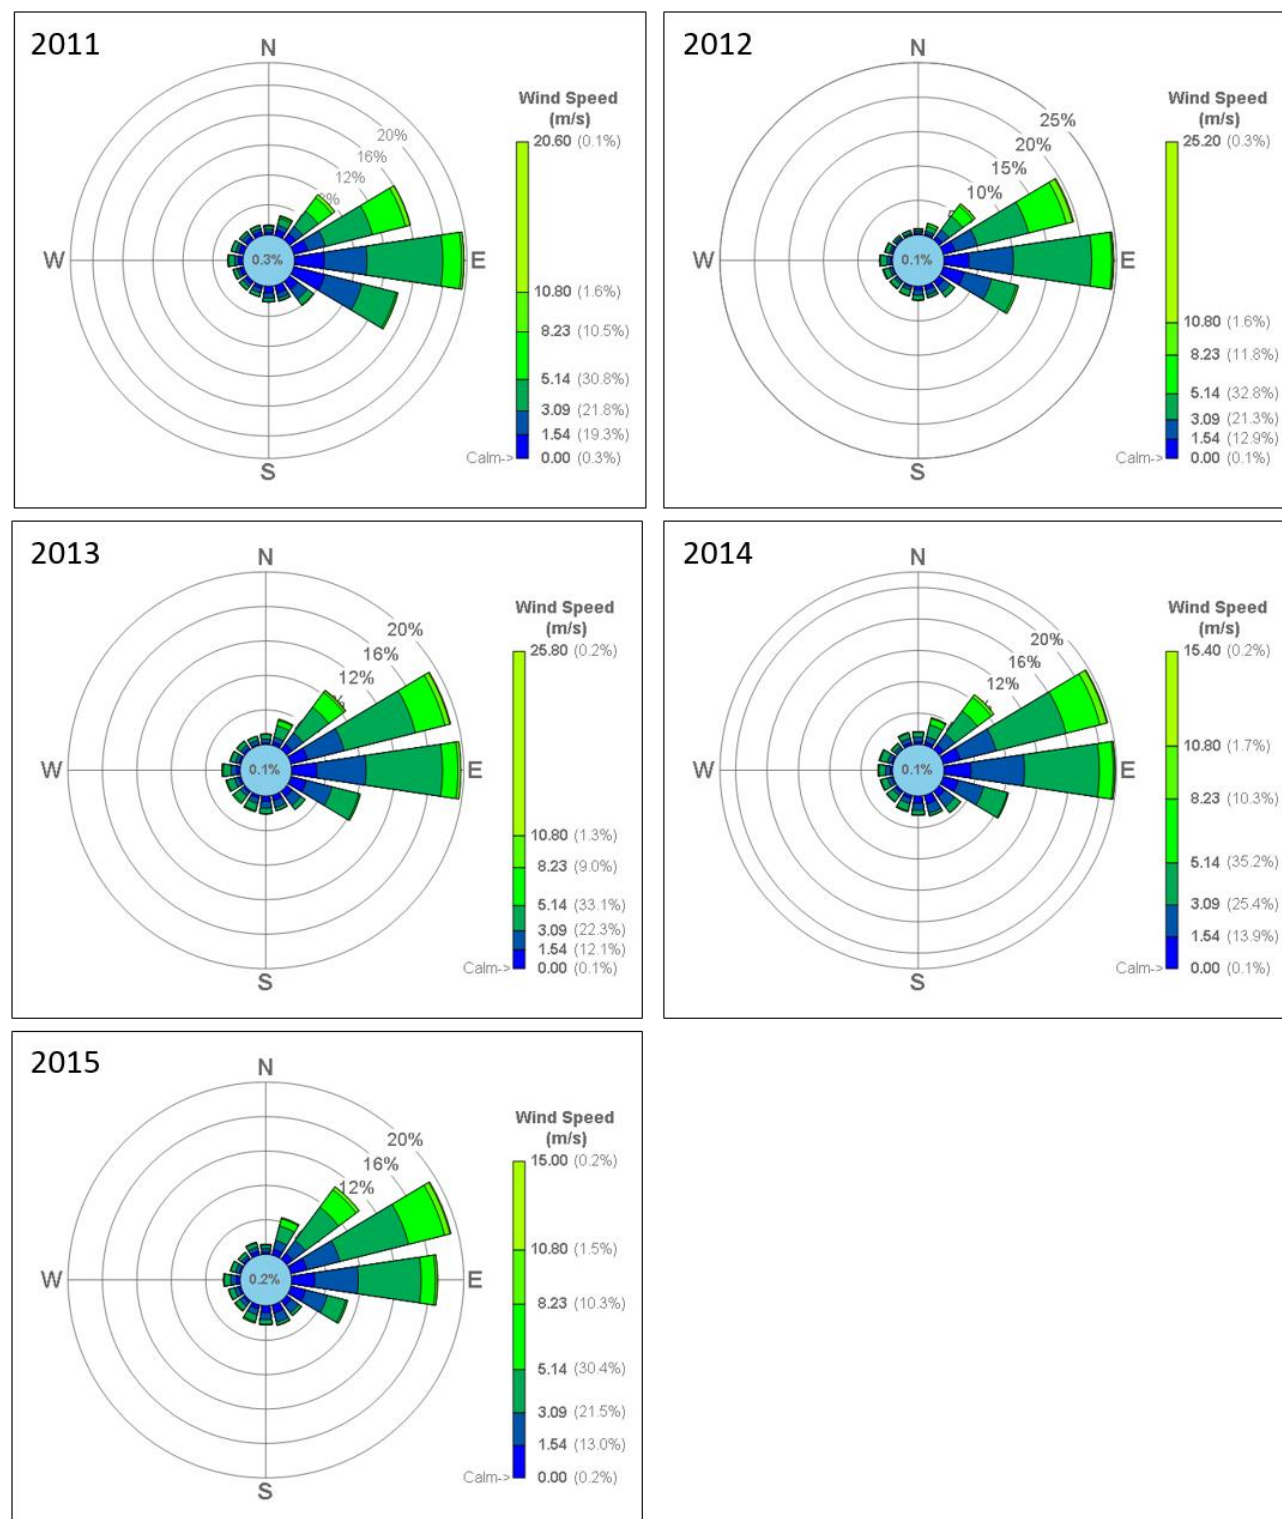 2011
N
W
E
S
20%
16%
12%
0.3%
Wind Speed
(m/s)
20.60 (0.1%)
10.80 (1.6%)
8.23 (10.5%)
5.14 (30.8%)
3.09 (21.8%)
1.54 (19.3%)
Calm-> 0.00 (0.3%)
2012
N
W
E
S
25%
20%
15%
10%
0.1%
Wind Speed
(m/s)
25.20 (0.3%)
10.80 (1.6%)
8.23 (11.8%)
5.14 (32.8%)
3.09 (21.3%)
1.54 (12.9%)
Calm-> 0.00 (0.1%)
2013
N
W
E
S
20%
16%
12%
0.1%
Wind Speed
(m/s)
25.80 (0.2%)
10.80 (1.3%)
8.23 (9.0%)
5.14 (33.1%)
3.09 (22.3%)
1.54 (12.1%)
Calm-> 0.00 (0.1%)
2014
N
W
E
S
20%
16%
12%
0.1%
Wind Speed
(m/s)
15.40 (0.2%)
10.80 (1.7%)
8.23 (10.3%)
5.14 (35.2%)
3.09 (25.4%)
1.54 (13.9%)
Calm-> 0.00 (0.1%)
2015
N
W
E
S
20%
16%
12%
0.2%
Wind Speed
(m/s)
15.00 (0.2%)
10.80 (1.5%)
8.23 (10.3%)
5.14 (30.4%)
3.09 (21.5%)
1.54 (13.0%)
Calm-> 0.00 (0.2%)